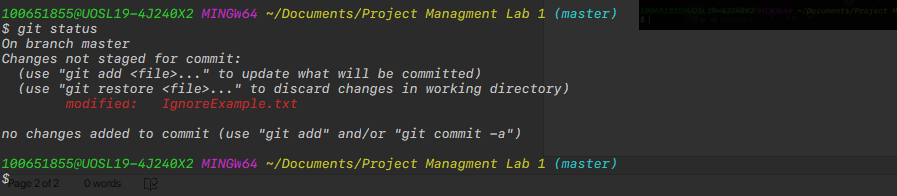 100651855@UOSL19-4J240X2 MINGW64 ~/Documents/Project Managment Lab 1 (master)
$ git status
On branch master
Changes not staged for commit:
  (use "git add <file>..." to update what will be committed)
  (use "git restore <file>..." to discard changes in working directory)
        modified:   IgnoreExample.txt

no changes added to commit (use "git add" and/or "git commit -a")

100651855@UOSL19-4J240X2 MINGW64 ~/Documents/Project Managment Lab 1 (master)
$
Page 2 of 2 0 words